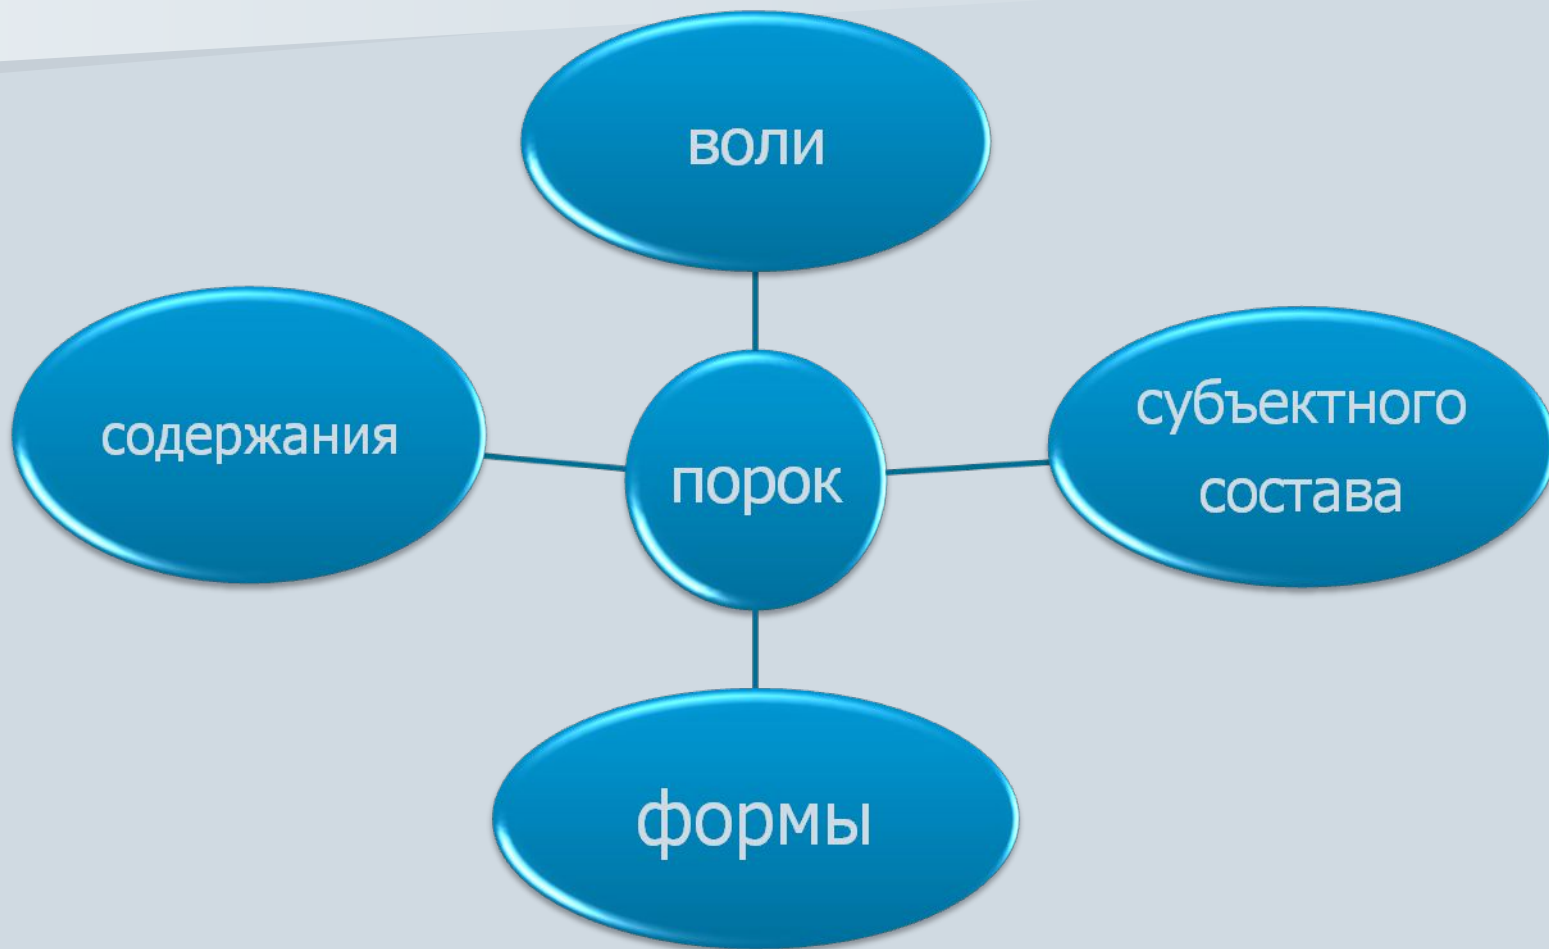 воли
содержания
порок
субъектного
состава
формы